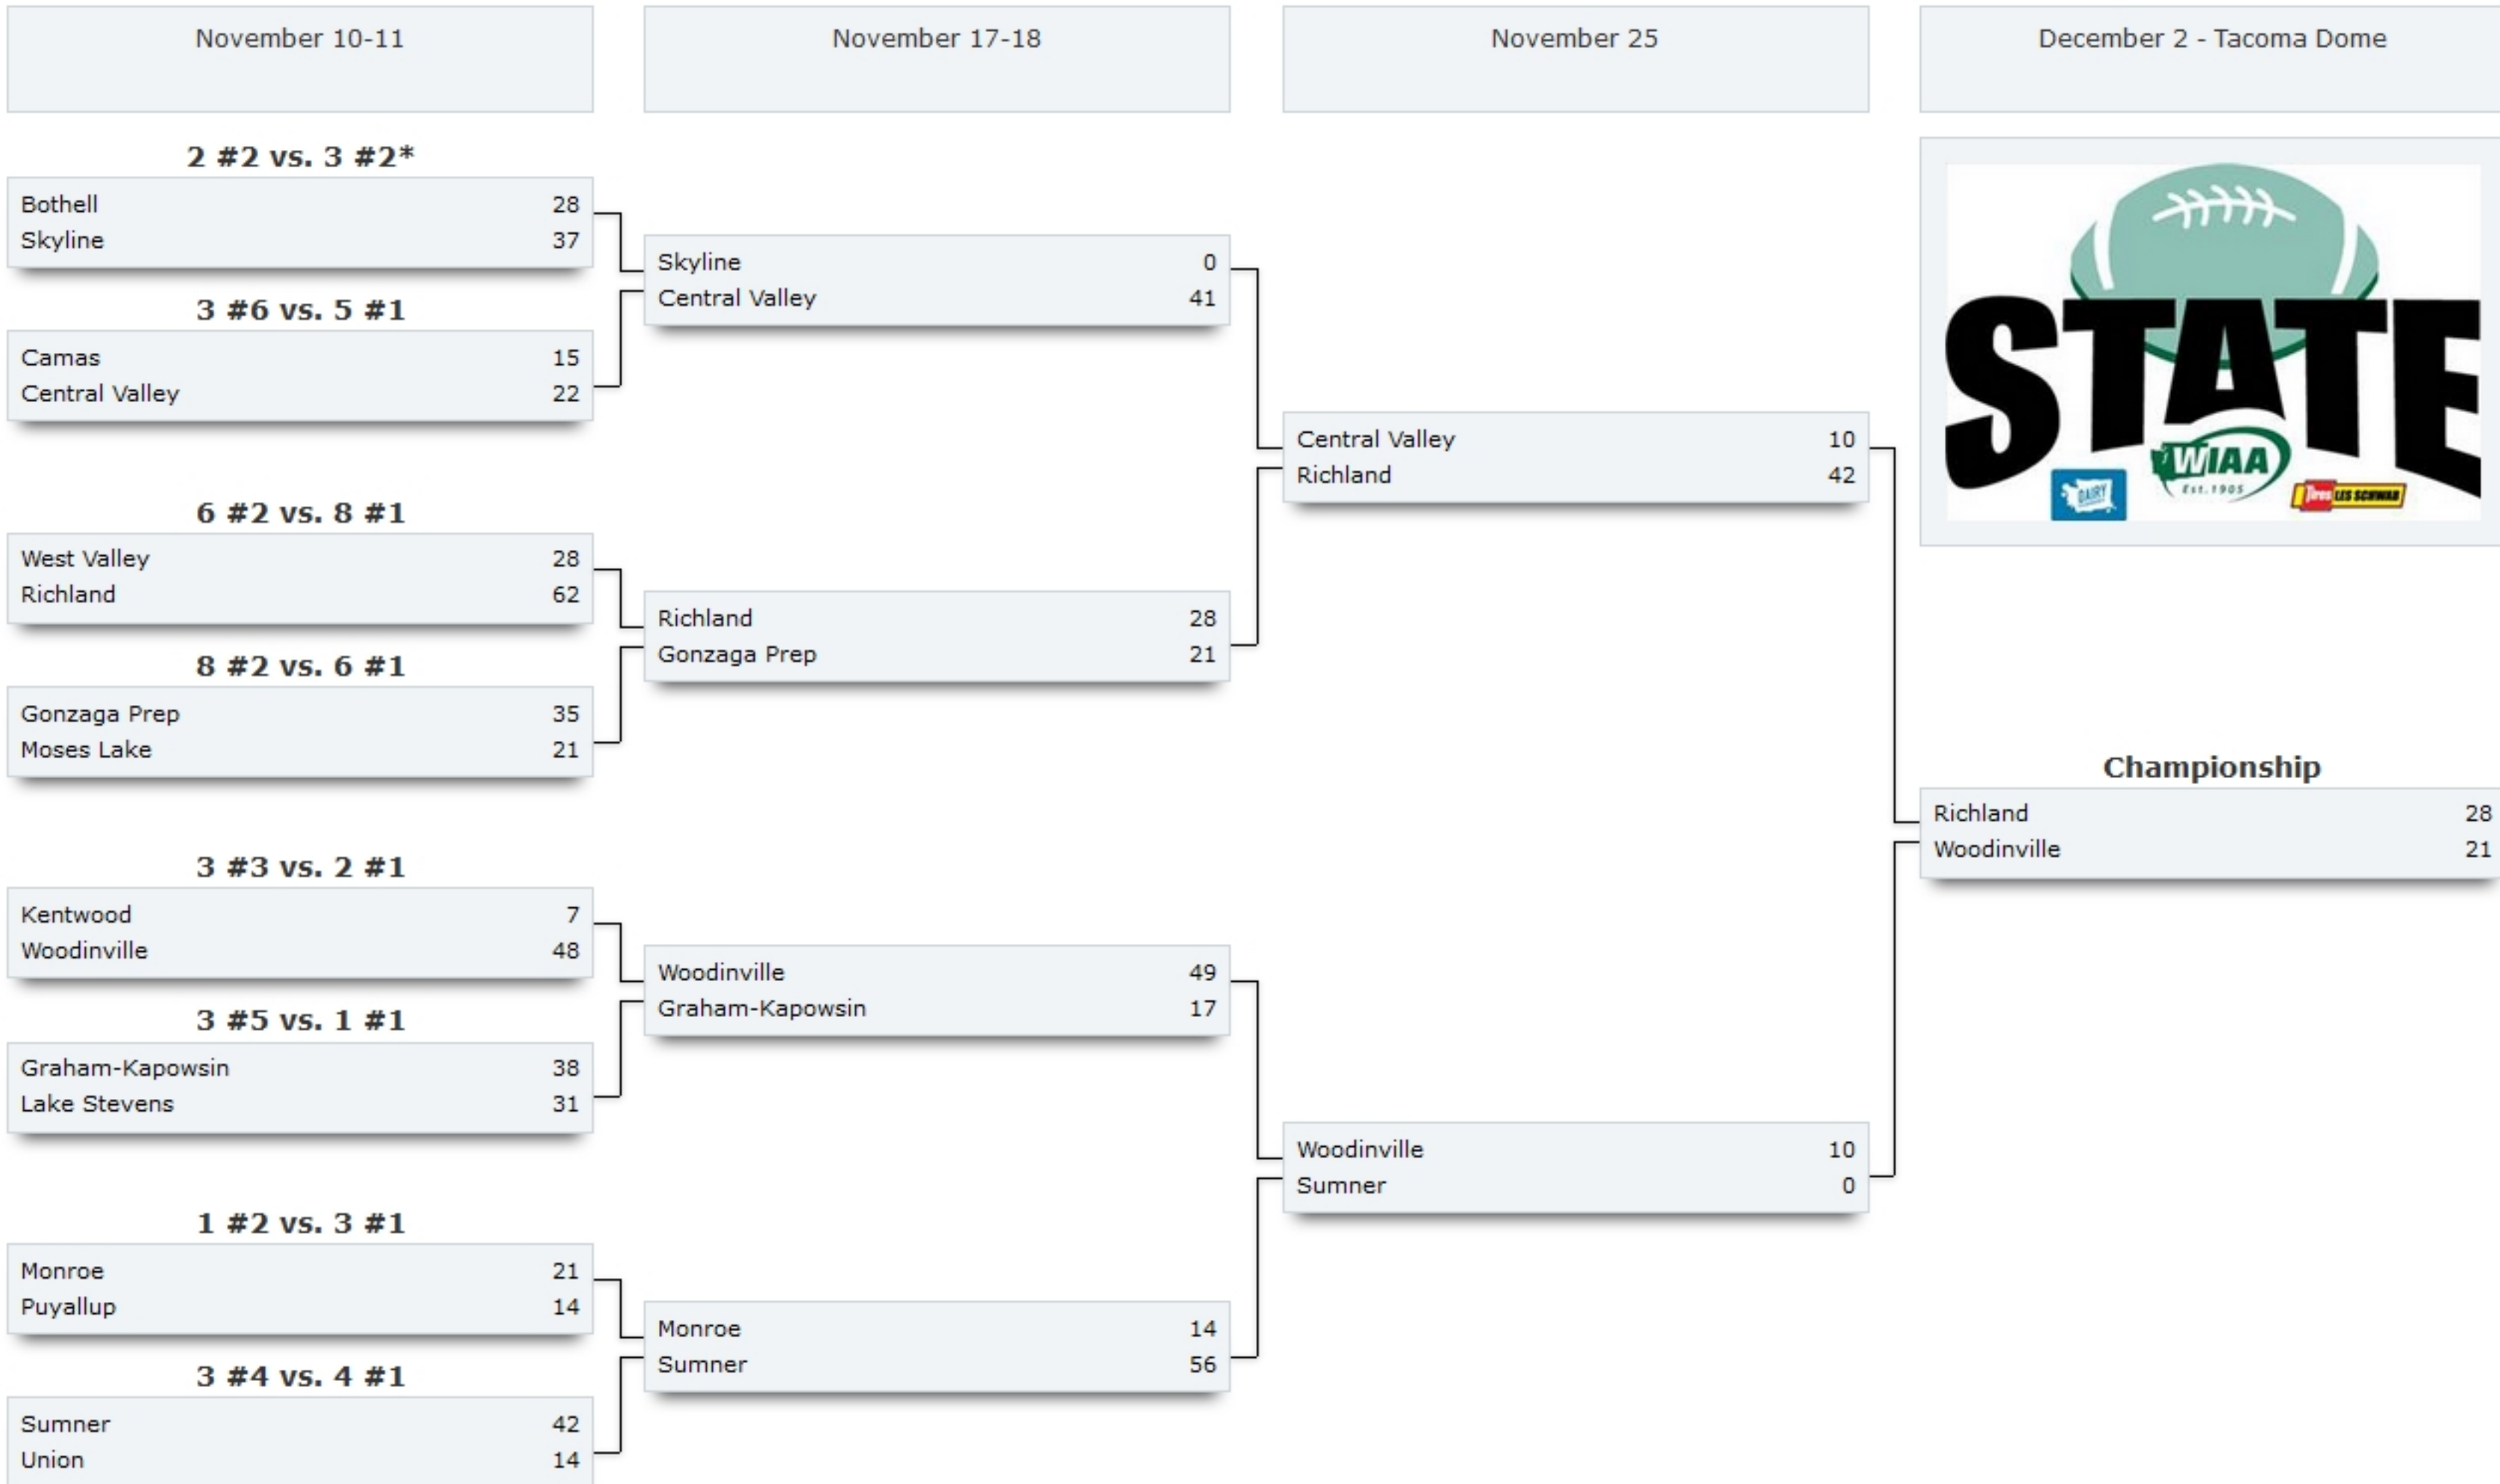 November 10-11
November 17-18
November 25
December 2 - Tacoma Dome
2 #2 vs. 3 #2*
Bothell 28
Skyline 37
3 #6 vs. 5 #1
Camas 15
Central Valley 22
6 #2 vs. 8 #1
West Valley 28
Richland 62
8 #2 vs. 6 #1
Gonzaga Prep 35
Moses Lake 21
3 #3 vs. 2 #1
Kentwood 7
Woodinville 48
3 #5 vs. 1 #1
Graham-Kapowsin 38
Lake Stevens 31
1 #2 vs. 3 #1
Monroe 21
Puyallup 14
3 #4 vs. 4 #1
Sumner 42
Union 14
Skyline 0
Central Valley 41
Richland 28
Gonzaga Prep 21
Woodinville 49
Graham-Kapowsin 17
Monroe 14
Sumner 56
Central Valley 10
Richland 42
Woodinville 10
Sumner 0
STATE
WIAA
Est. 1905
DAIRY
Tires LES SCHWAB
Championship
Richland 28
Woodinville 21